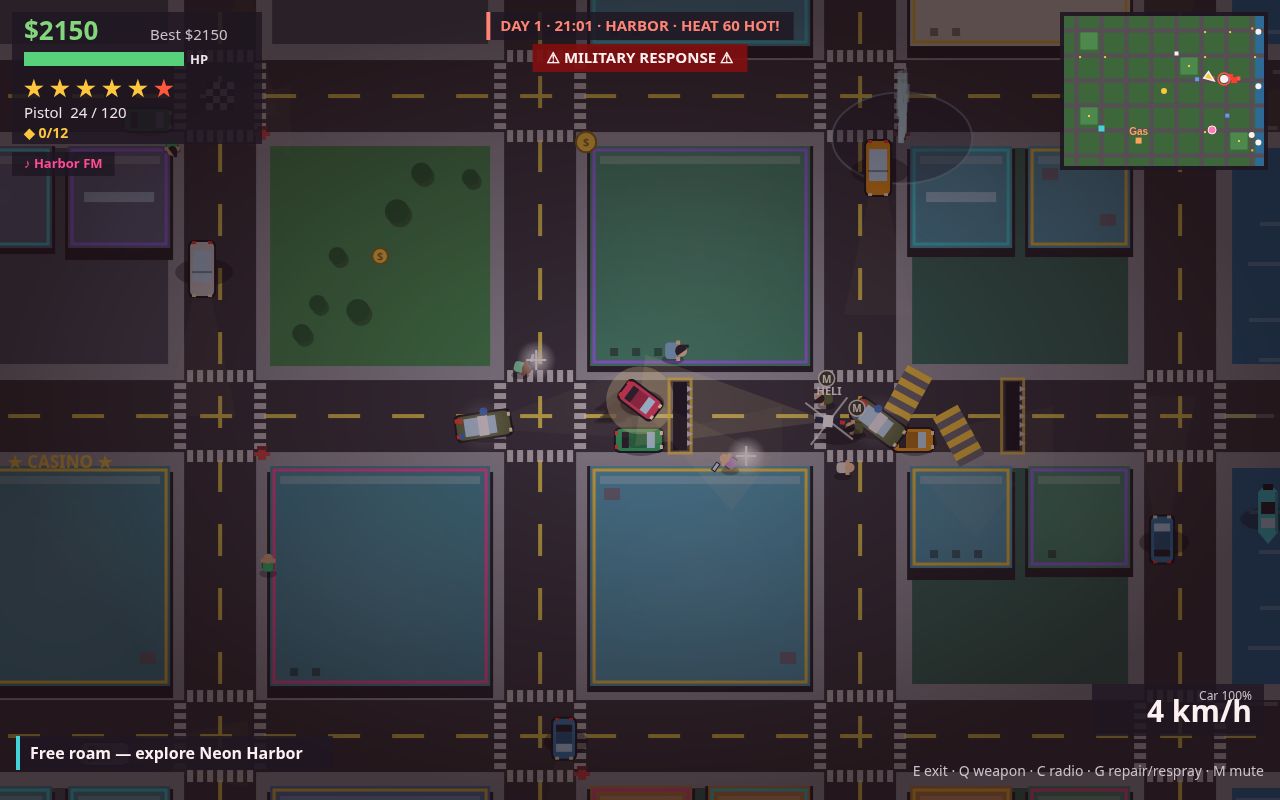 $2150 Best $2150
HP
Pistol 24 / 120
◆ 0/12
♪ Harbor FM
DAY 1 · 21:01 · HARBOR · HEAT 60 HOT!
⚠ MILITARY RESPONSE ⚠
Gas
S
S
M
HELI
M
★ CASINO ★
Car 100%
4 km/h
Free roam — explore Neon Harbor
E exit · Q weapon · C radio · G repair/respray · M mute